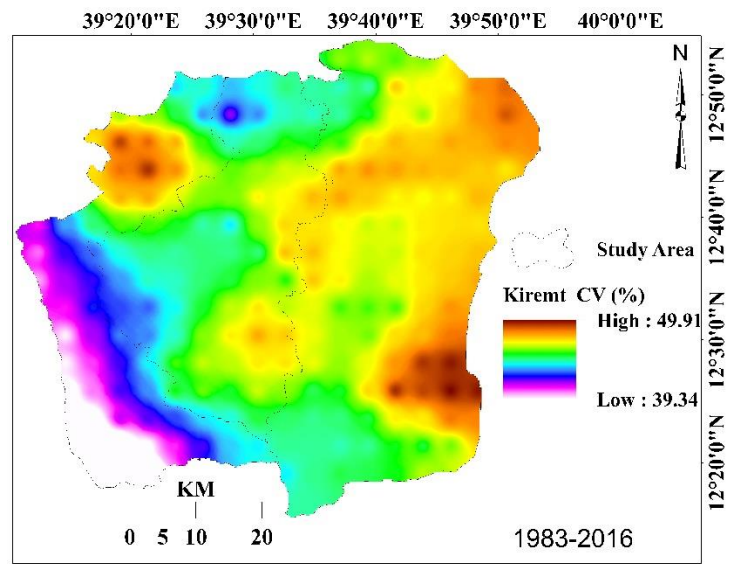 39°20'0"E 39°30'0"E 39°40'0"E 39°50'0"E 40°0'0"E
N
12°50'0"N
12°40'0"N
Study Area
Kiremt CV (%)
High : 49.91
12°30'0"N
Low : 39.34
12°20'0"N
KM
0 5 10 20
1983-2016